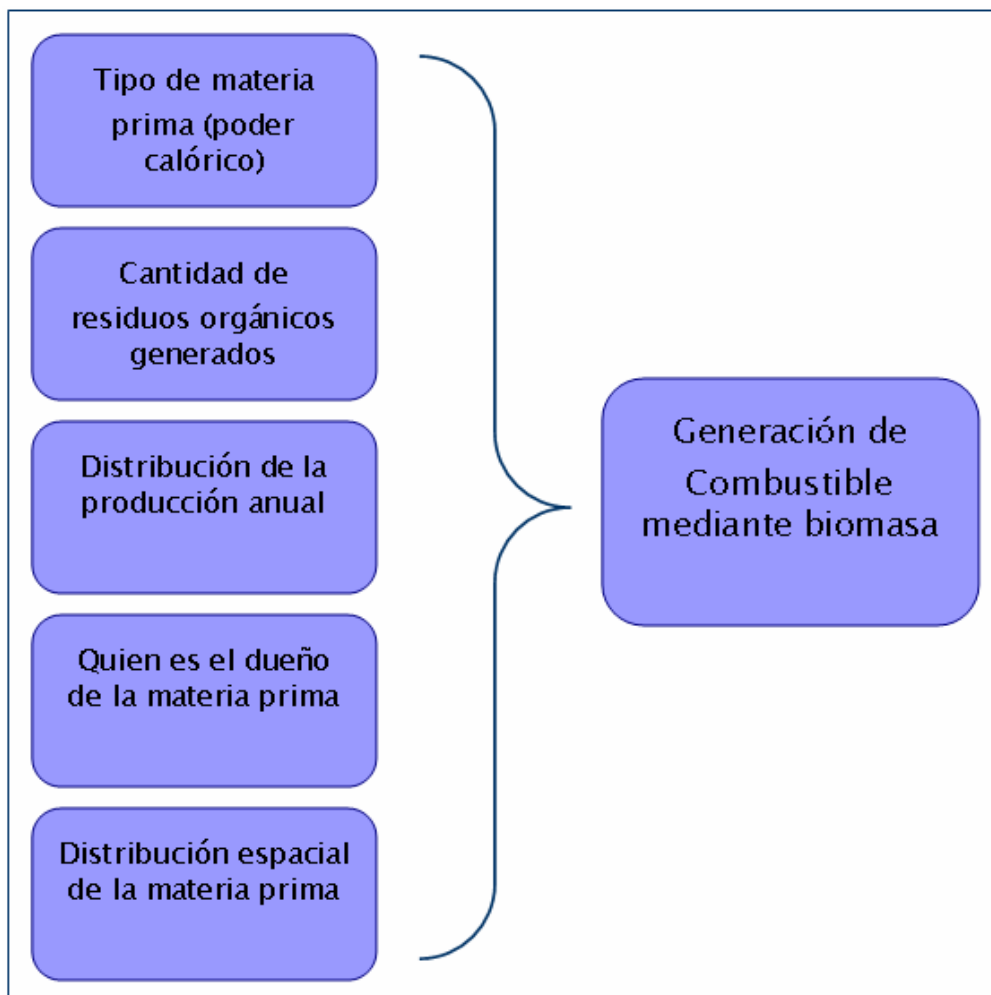 Tipo de materia
prima (poder
calórico)
Cantidad de
residuos orgánicos
generados
Distribución de la
producción anual
Quien es el dueño
de la materia prima
Distribución espacial
de la materia prima
Generación de
Combustible
mediante biomasa